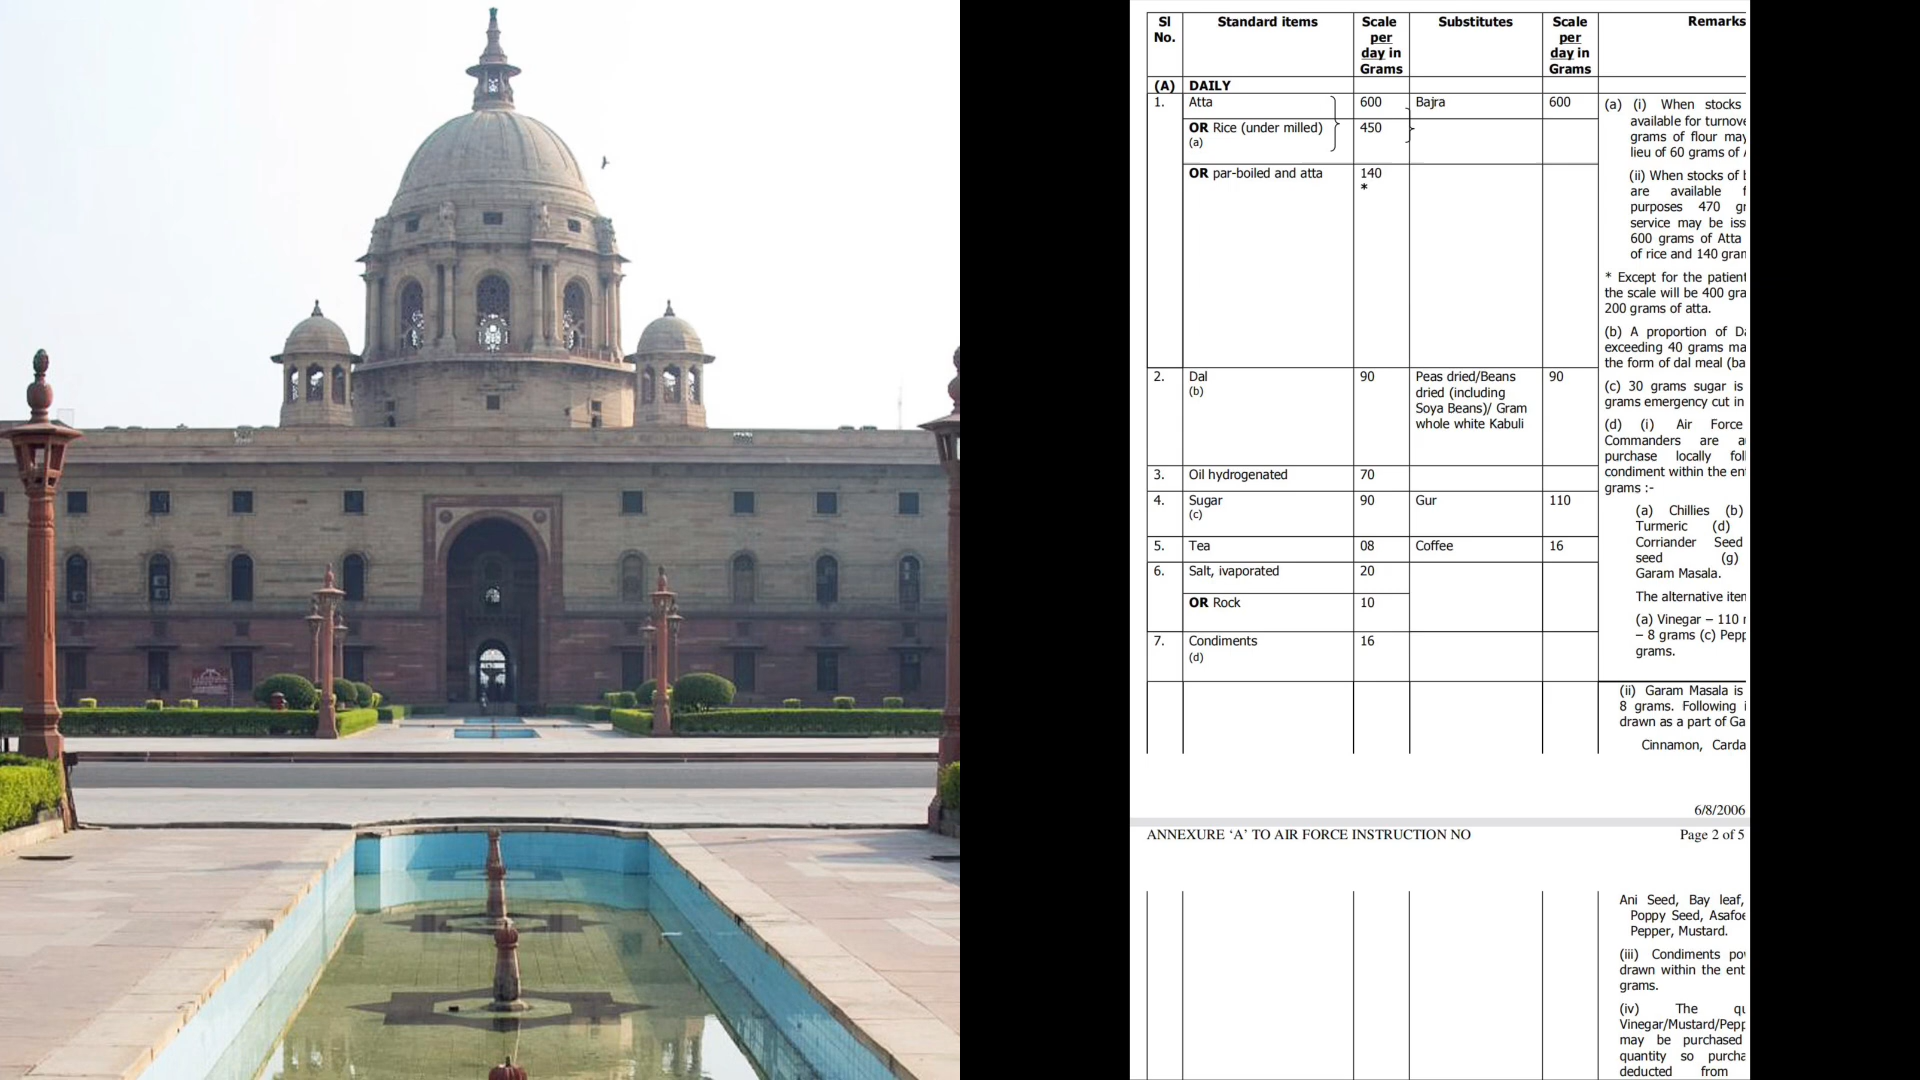 Sl No.
Standard items
Scale per day in Grams
Substitutes
Scale per day in Grams
Remarks
(A) DAILY
1. Atta 600 Bajra 600
OR Rice (under milled) 450
(a)
OR par-boiled and atta 140
*
2. Dal 90 Peas dried/Beans 90
(b) dried (including
Soya Beans)/ Gram
whole white Kabuli
3. Oil hydrogenated 70
4. Sugar 90 Gur 110
(c)
5. Tea 08 Coffee 16
6. Salt, ivaporated 20
OR Rock 10
7. Condiments 16
(d)
(a) (i) When stocks
available for
grams of flour may
lieu of 60 grams of
(ii) When stocks of
are available
purposes 470
service may be
600 grams of Atta
of rice and 140
* Except for the patient
the scale will be 400
200 grams of atta.
(b) A proportion of
exceeding 40 grams
the form of dal meal
(c) 30 grams sugar is
grams emergency cut in
(d) (i) Air Force
Commanders are
purchase locally
condiment within the
grams :-
(a) Chillies (b)
Turmeric (d)
Corriander Seed
seed (g)
Garam Masala.
The alternative
(a) Vinegar – 110
– 8 grams (c)
grams.
(ii) Garam Masala is
8 grams. Following
drawn as a part of
Cinnamon,
6/8/2006
ANNEXURE ‘A’ TO AIR FORCE INSTRUCTION NO Page 2 of 5
Ani Seed, Bay leaf,
Poppy Seed,
Pepper, Mustard.
(iii) Condiments
drawn within the
grams.
(iv) The
Vinegar/Mustard/
may be purchased
quantity so
deducted from